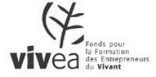 vivea
Fonds pour
la Formation
des Entrepreneurs
du Vivant